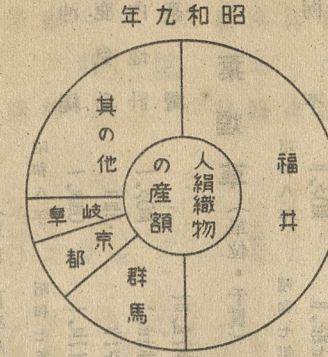 年九和昭
人絹織物
の産額
福井
群馬
京都
岐阜
其の他